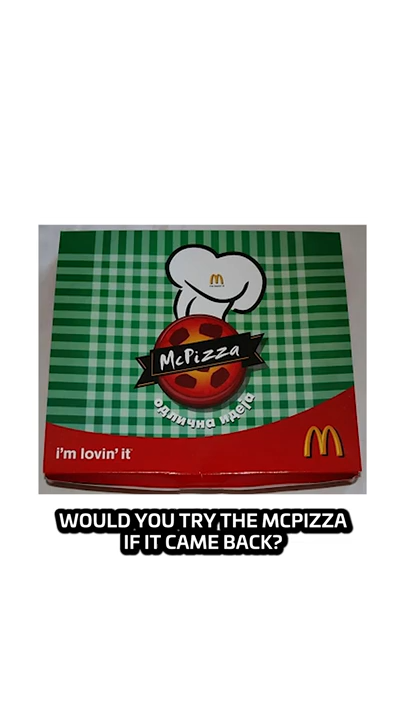 McPizza
одлична идеја
i'm lovin' it
WOULD YOU TRY THE MCPIZZA
IF IT CAME BACK?